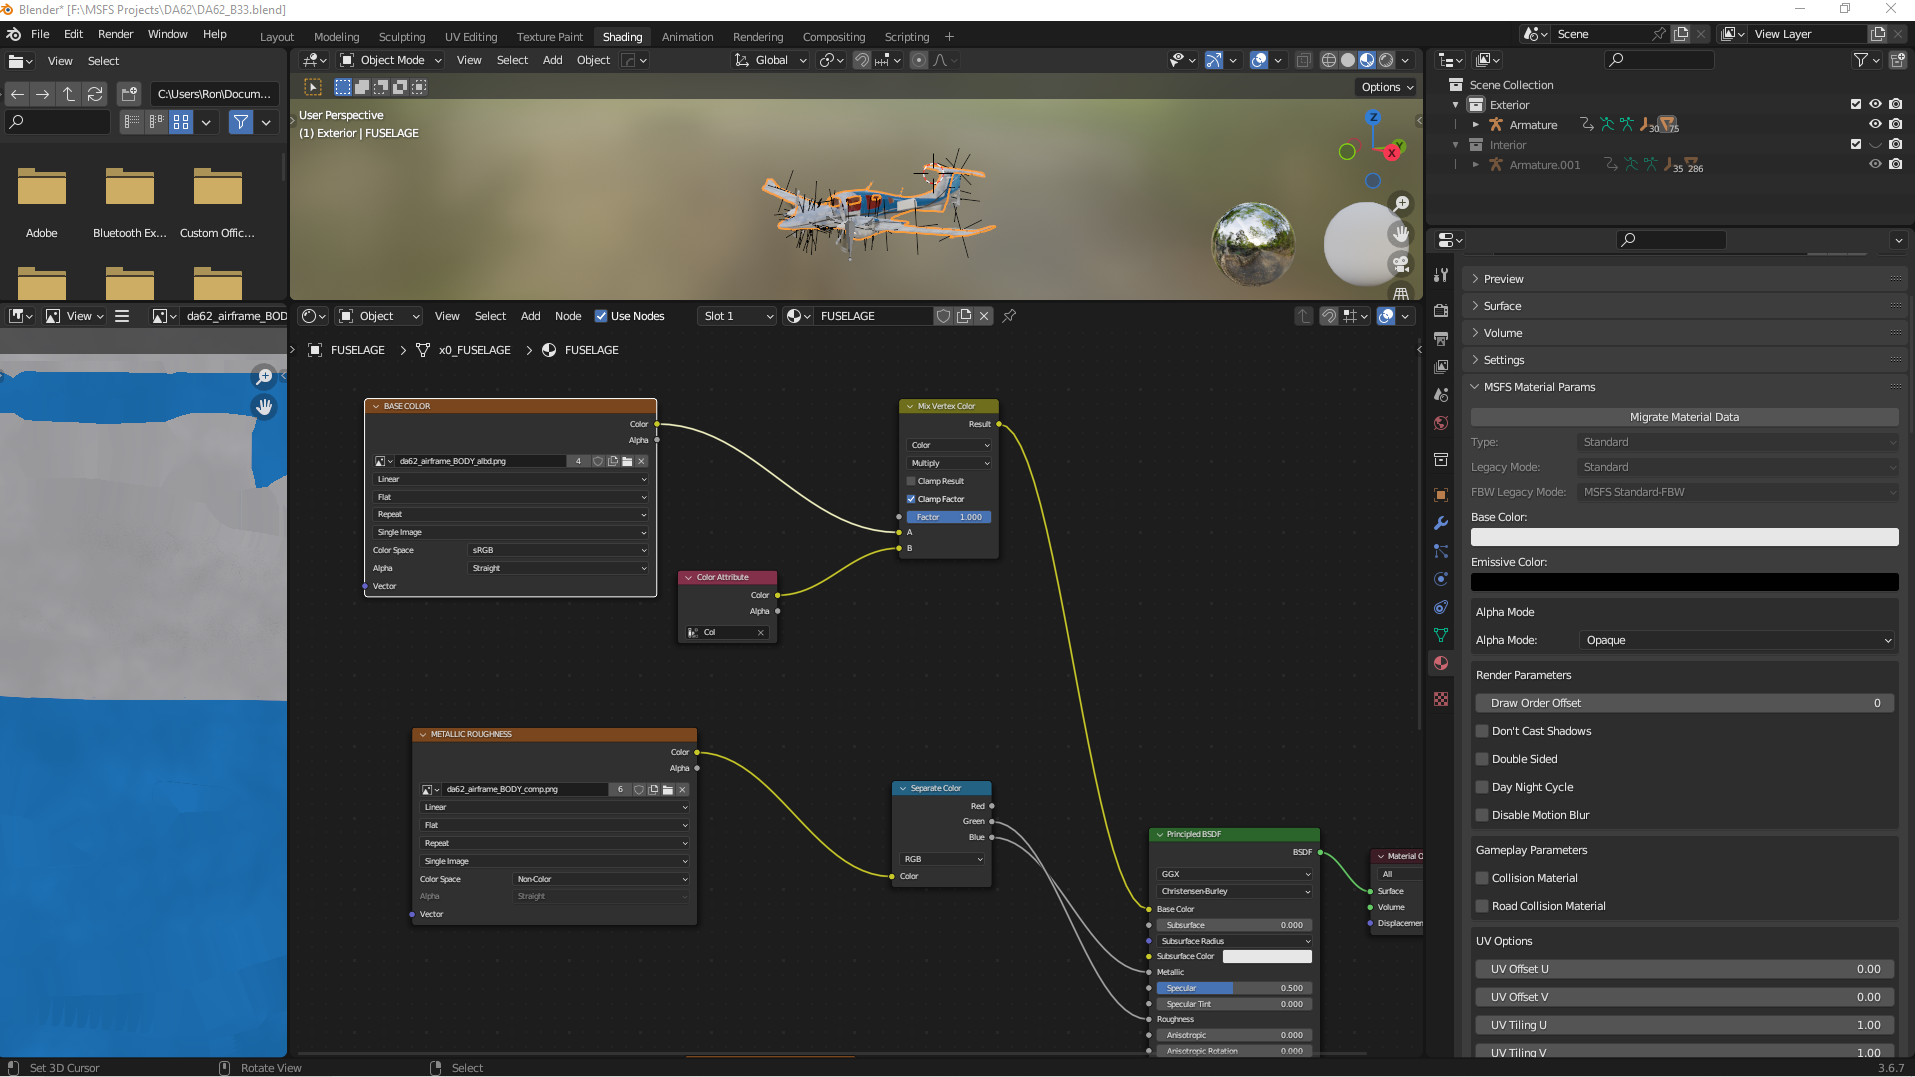 Blender* [F:\MSFS Projects\DA62\DA62_B33.blend]
File Edit Render Window Help Layout Modeling Sculpting UV Editing Texture Paint Shading Animation Rendering Compositing Scripting + Scene View Layer
View Select
Object Mode View Select Add Object Global
C:\Users\Ron\Docum...
Options
Adobe
Bluetooth Ex...
Custom Offic...
User Perspective
(1) Exterior | FUSELAGE
Z
Y
X
Scene Collection
Exterior
Armature 30 75
Interior
Armature.001 35 286
View da62_airframe_BOD
Object View Select Add Node Use Nodes Slot 1 FUSELAGE
FUSELAGE > x0_FUSELAGE > FUSELAGE
BASE COLOR
Color
Alpha
da62_airframe_BODY_albd.png 4
Linear
Flat
Repeat
Single Image
Color Space sRGB
Alpha Straight
Vector
Color Attribute
Color
Alpha
Col
Mix Vertex Color
Result
Color
Multiply
Clamp Result
Clamp Factor
Factor 1.000
A
B
METALLIC ROUGHNESS
Color
Alpha
da62_airframe_BODY_comp.png 6
Linear
Flat
Repeat
Single Image
Color Space Non-Color
Alpha Straight
Vector
Separate Color
Red
Green
Blue
RGB
Color
Principled BSDF
BSDF
GGX
Christensen-Burley
Base Color
Subsurface 0.000
Subsurface Radius
Subsurface Color
Metallic
Specular 0.500
Specular Tint 0.000
Roughness
Anisotropic 0.000
Anisotropic Rotation 0.000
Material O
All
Surface
Volume
Displacemen
Preview
Surface
Volume
Settings
MSFS Material Params
Migrate Material Data
Type: Standard
Legacy Mode: Standard
FBW Legacy Mode: MSFS Standard-FBW
Base Color:
Emissive Color:
Alpha Mode
Alpha Mode: Opaque
Render Parameters
Draw Order Offset 0
Don't Cast Shadows
Double Sided
Day Night Cycle
Disable Motion Blur
Gameplay Parameters
Collision Material
Road Collision Material
UV Options
UV Offset U 0.00
UV Offset V 0.00
UV Tiling U 1.00
UV Tiling V 1.00
Set 3D Cursor Rotate View Select 3.6.7